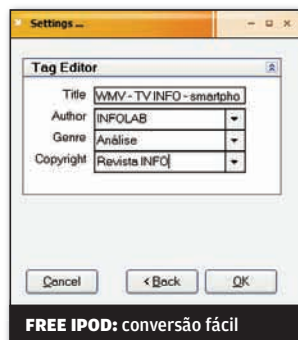 Settings ...
Tag Editor
Title WMV - TV INFO - smartpho
Author INFOLAB
Genre Análise
Copyright Revista INFO
Cancel < Back OK
FREE IPOD: conversão fácil